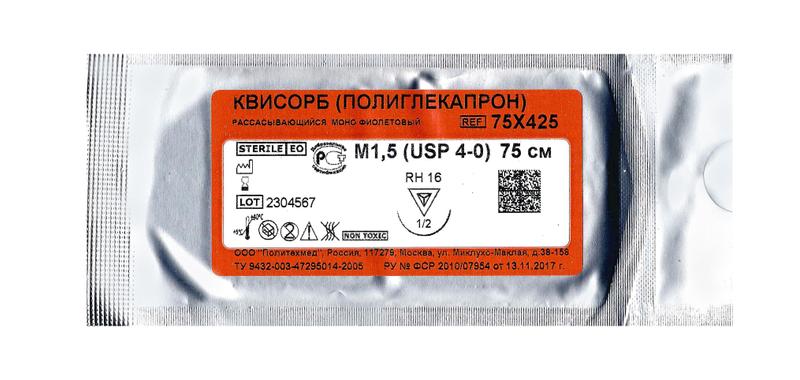 КВИСОРБ (ПОЛИГЛЕКАПРОН)
РАССАСЫВАЮЩИЙСЯ МОНО ФИОЛЕТОВЫЙ REF 75X425
STERILE EO М1,5 (USP 4-0) 75 см
RH 16
LOT 2304567
1/2
NON TOXIC
ООО "Политехмед", Россия, 117279, Москва, ул. Миклухо-Маклая, д.38-158
ТУ 9432-003-47295014-2005 РУ № ФСР 2010/07954 от 13.11.2017 г.